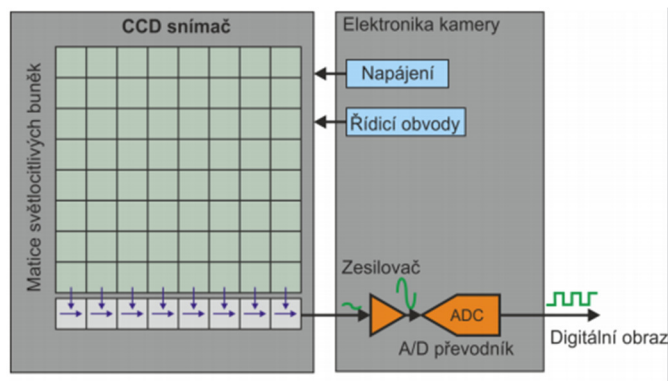 CCD snímač
Elektronika kamery
Matice světlocitlivých buněk
Napájení
Řídicí obvody
Zesilovač
ADC
A/D převodník
Digitální obraz